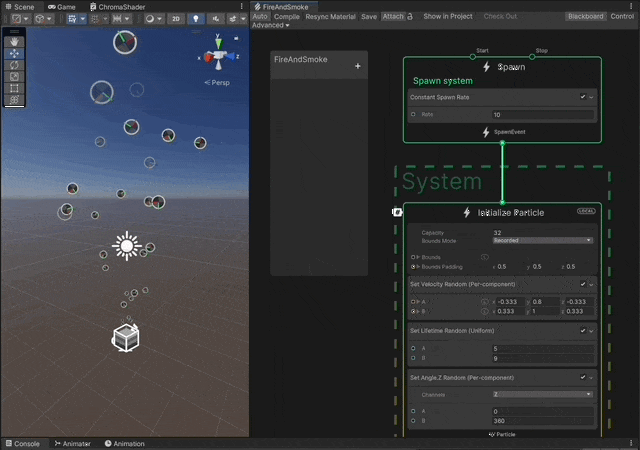 Scene Game ChromaShader FireAndSmoke
2D
Auto Compile Resync Material Save Attach Show in Project Check Out Blackboard Control
Advanced
y
x
z
Persp
FireAndSmoke
+
Start Stop
Spawn
Spawn system
Constant Spawn Rate
Rate 10
SpawnEvent
System
Initialize Particle LOCAL
Capacity 32
Bounds Mode Recorded
Bounds
Bounds Padding x 0.5 y 0.5 z 0.5
Set Velocity Random (Per-component)
A x -0.333 y 0.8 z -0.333
B x 0.333 y 1 z 0.333
Set Lifetime Random (Uniform)
A 5
B 9
Set Angle.Z Random (Per-component)
Channels Z
A 0
B 360
Particle
Console Animator Animation